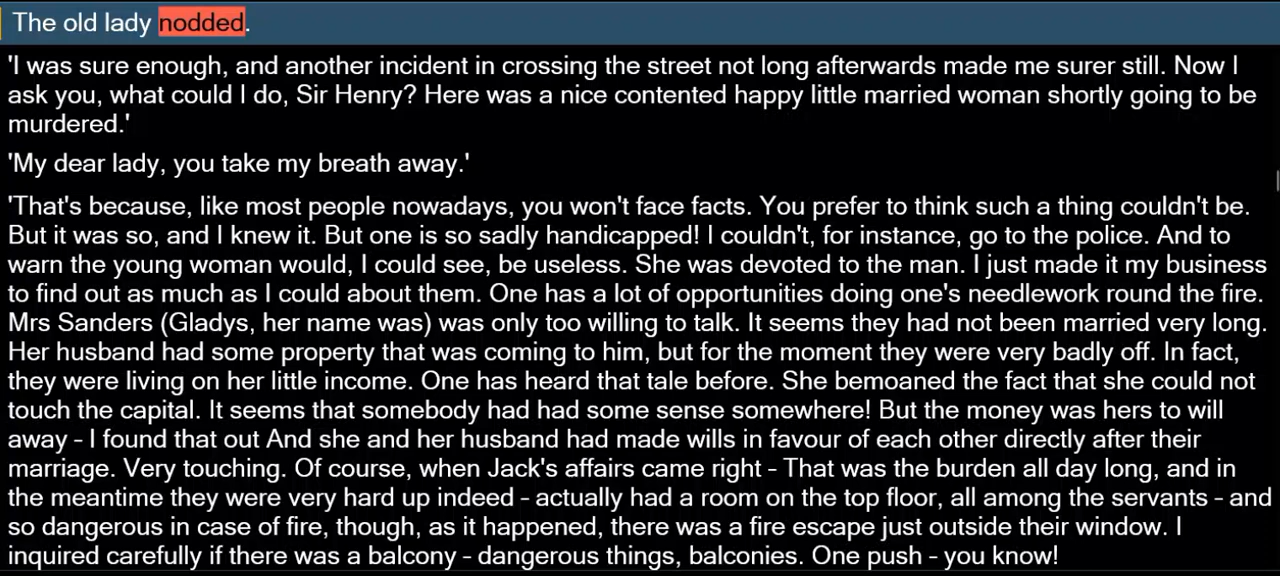 The old lady nodded.
'I was sure enough, and another incident in crossing the street not long afterwards made me surer still. Now I
ask you, what could I do, Sir Henry? Here was a nice contented happy little married woman shortly going to be
murdered.'
'My dear lady, you take my breath away.'
'That's because, like most people nowadays, you won't face facts. You prefer to think such a thing couldn't be.
But it was so, and I knew it. But one is so sadly handicapped! I couldn't, for instance, go to the police. And to
warn the young woman would, I could see, be useless. She was devoted to the man. I just made it my business
to find out as much as I could about them. One has a lot of opportunities doing one's needlework round the fire.
Mrs Sanders (Gladys, her name was) was only too willing to talk. It seems they had not been married very long.
Her husband had some property that was coming to him, but for the moment they were very badly off. In fact,
they were living on her little income. One has heard that tale before. She bemoaned the fact that she could not
touch the capital. It seems that somebody had had some sense somewhere! But the money was hers to will
away – I found that out And she and her husband had made wills in favour of each other directly after their
marriage. Very touching. Of course, when Jack's affairs came right – That was the burden all day long, and in
the meantime they were very hard up indeed – actually had a room on the top floor, all among the servants – and
so dangerous in case of fire, though, as it happened, there was a fire escape just outside their window. I
inquired carefully if there was a balcony – dangerous things, balconies. One push – you know!